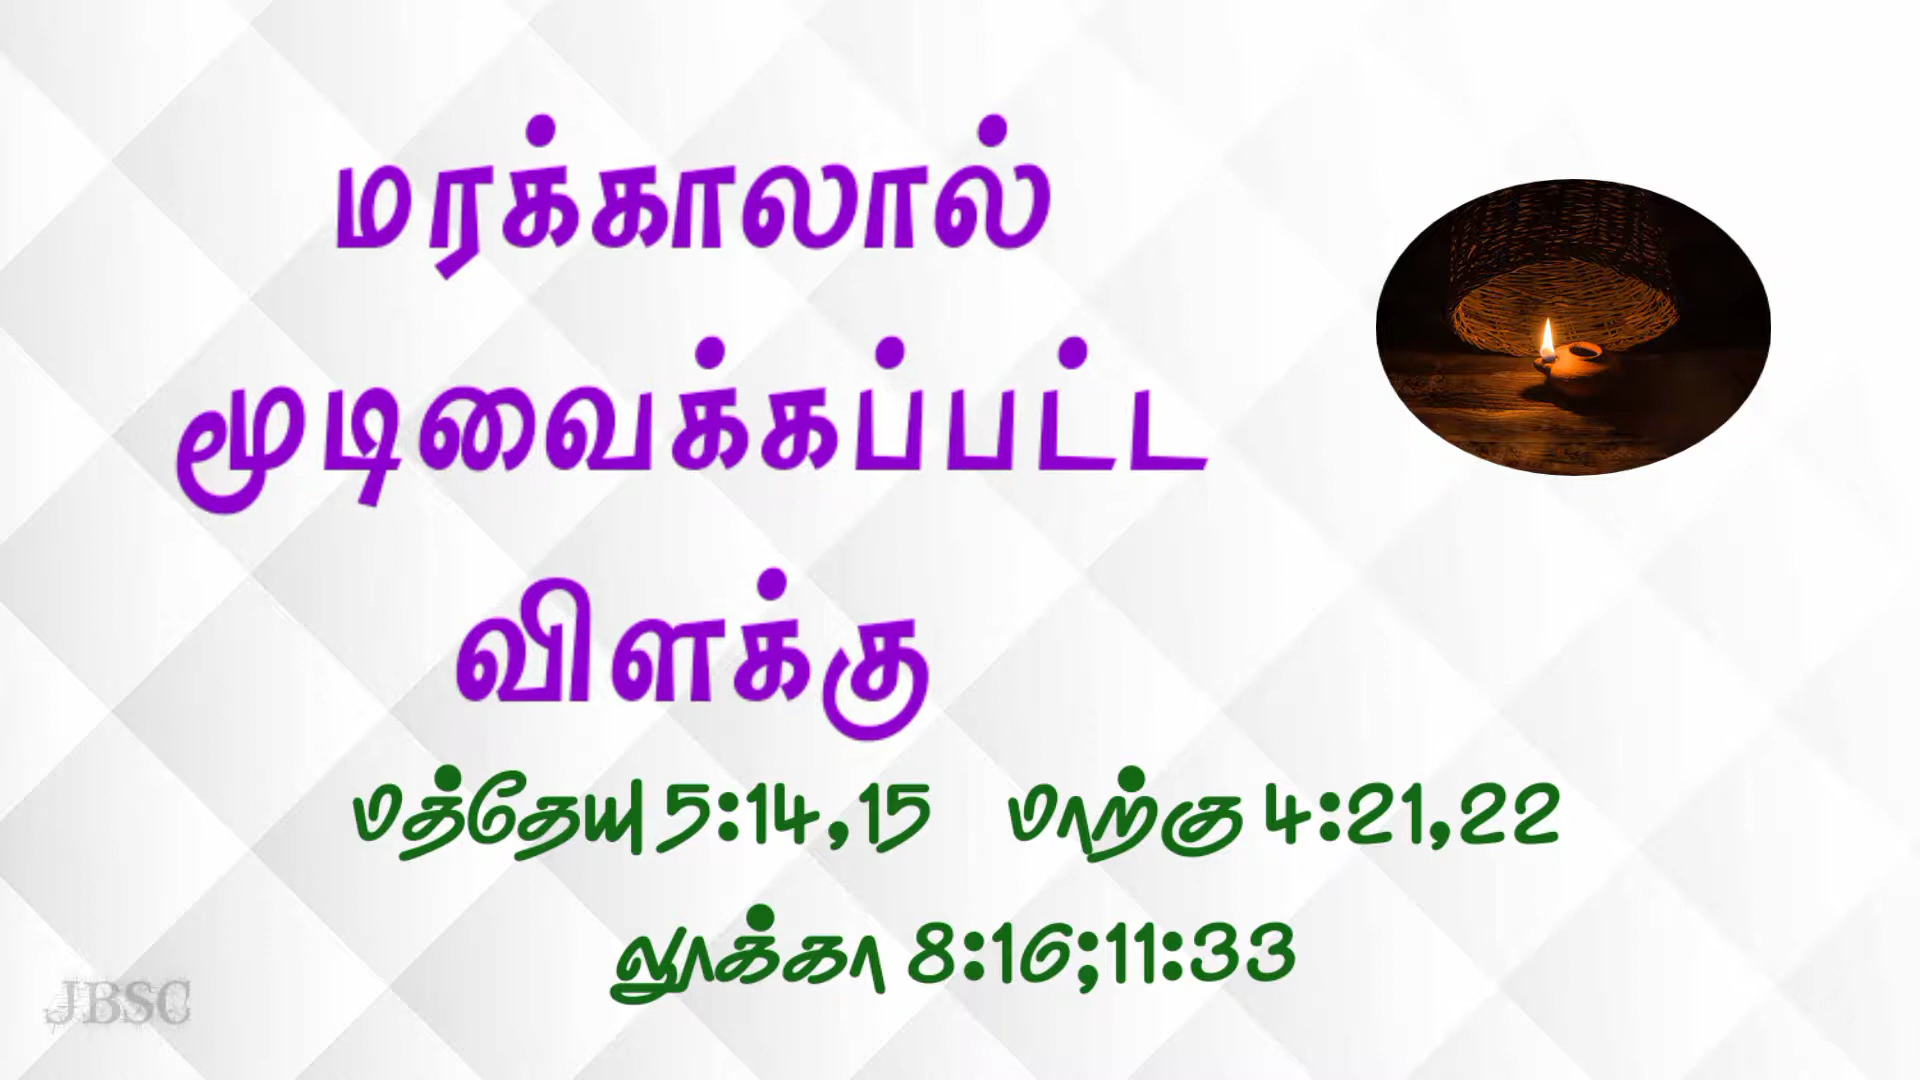 மரக்காலால்
மூடிவைக்கப்பட்ட
விளக்கு
மத்தேயு 5:14,15 மாற்கு 4:21,22
லூக்கா 8:16;11:33
JBSC